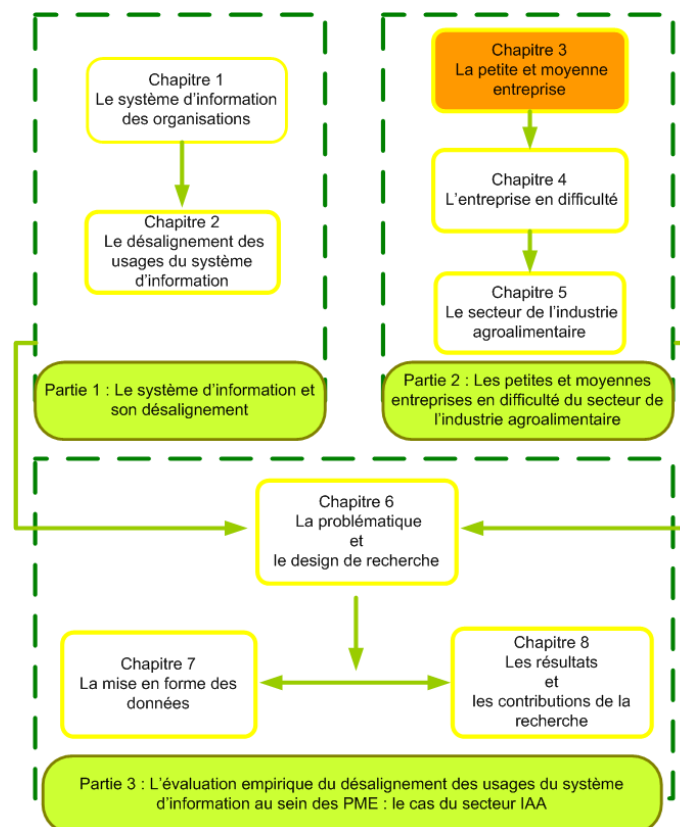 Chapitre 1
Le système d'information
des organisations
Chapitre 2
Le désalignement des
usages du système
d'information
Partie 1 : Le système d'information et
son désalignement
Chapitre 3
La petite et moyenne
entreprise
Chapitre 4
L'entreprise en difficulté
Chapitre 5
Le secteur de l'industrie
agroalimentaire
Partie 2 : Les petites et moyennes
entreprises en difficulté du secteur de
l'industrie agroalimentaire
Chapitre 6
La problématique
et
le design de recherche
Chapitre 7
La mise en forme des
données
Chapitre 8
Les résultats
et
les contributions de la
recherche
Partie 3 : L'évaluation empirique du désalignement des usages du système
d'information au sein des PME : le cas du secteur IAA